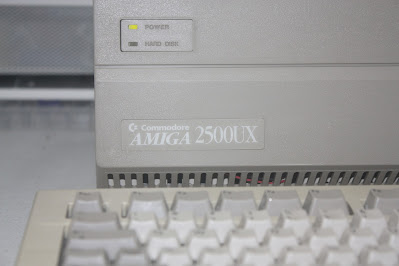 POWER
HARD DISK
Commodore
AMIGA 2500UX